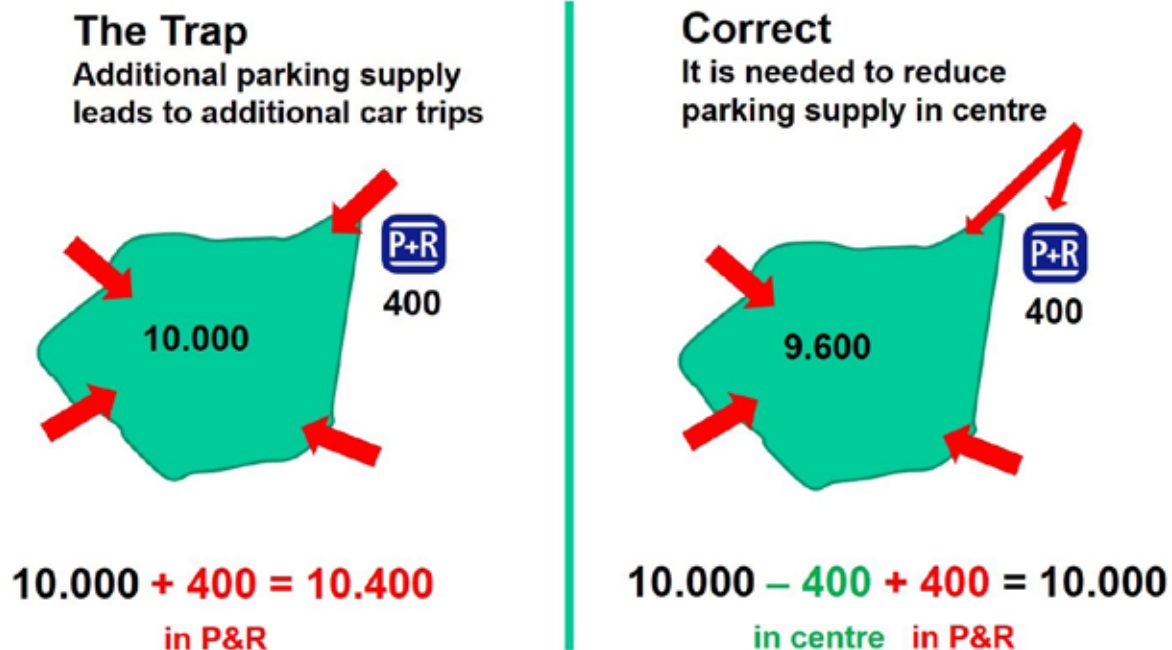 The Trap
Additional parking supply
leads to additional car trips
P+R
400
10.000
10.000 + 400 = 10.400
in P&R
Correct
It is needed to reduce
parking supply in centre
P+R
400
9.600
10.000 – 400 + 400 = 10.000
in centre in P&R